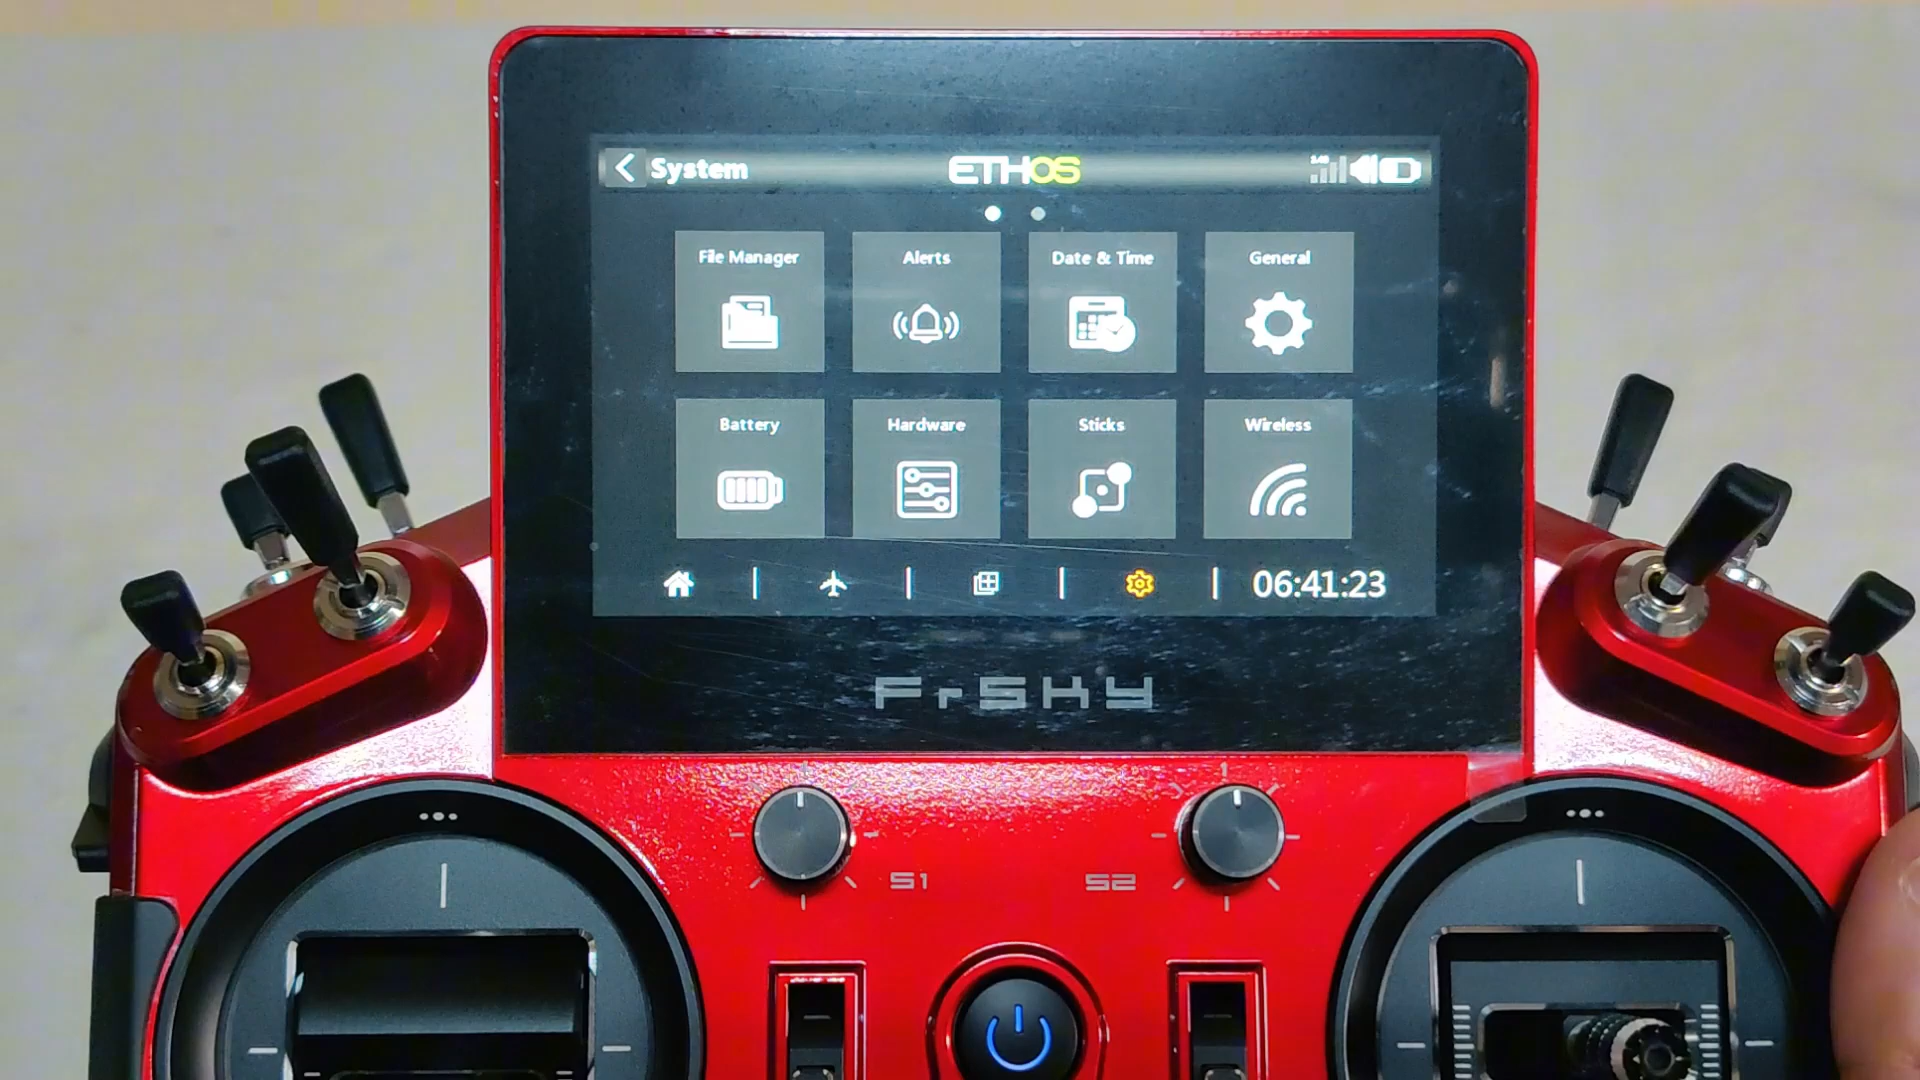 System
ETHOS
File Manager
Alerts
Date & Time
General
Battery
Hardware
Sticks
Wireless
06:41:23
FrSKY
S1
S2